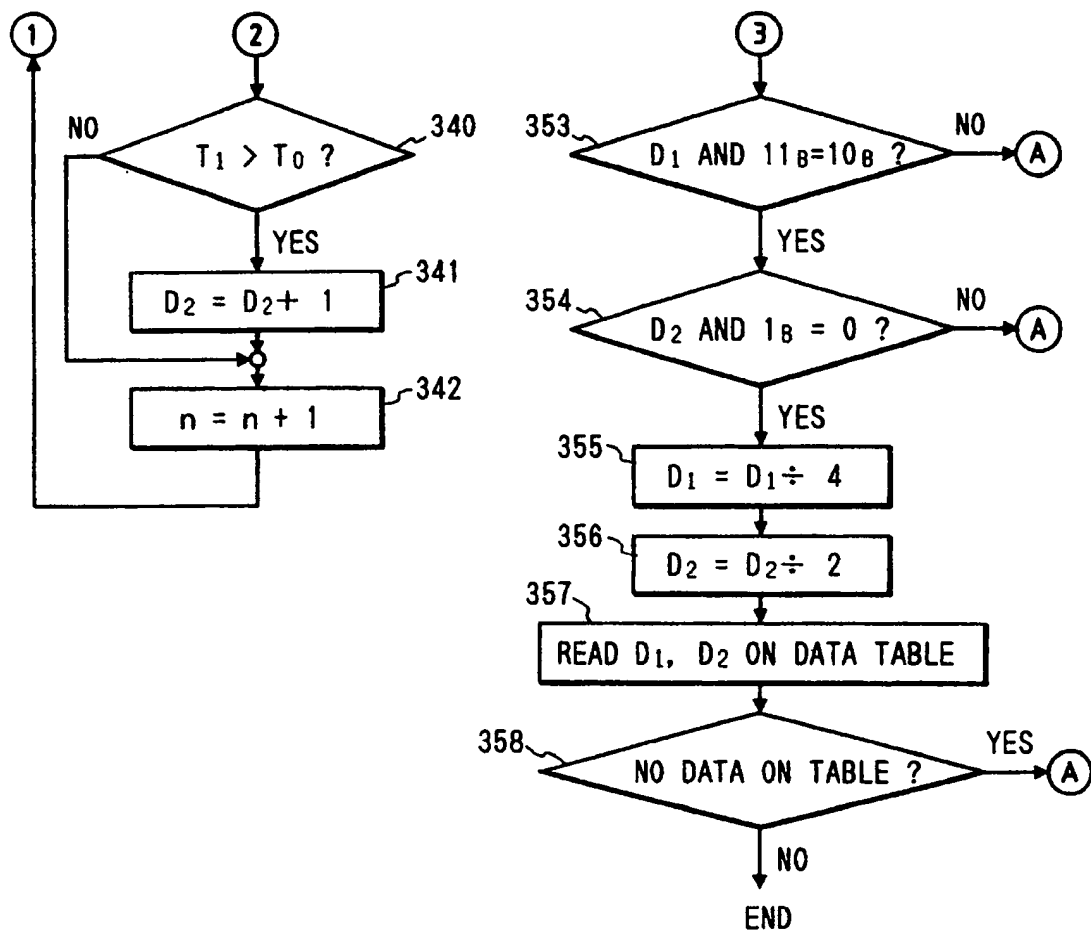 1
2
NO
T1 > T0 ?
340
YES
D2 = D2 + 1
341
n = n + 1
342
3
353
D1 AND 11B=10B ?
NO
A
YES
354
D2 AND 1B = 0 ?
NO
A
YES
355
D1 = D1 ÷ 4
356
D2 = D2 ÷ 2
357
READ D1, D2 ON DATA TABLE
358
NO DATA ON TABLE ?
YES
A
NO
END